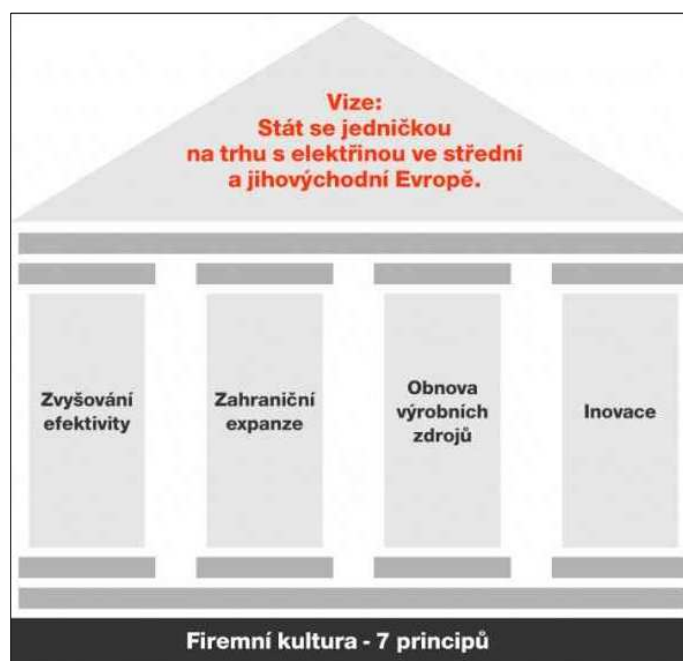 Vize:
Stát se jedničkou
na trhu s elektřinou ve střední
a jihovýchodní Evropě.
Zvyšování
efektivity
Zahraniční
expanze
Obnova
výrobních
zdrojů
Inovace
Firemní kultura - 7 principů